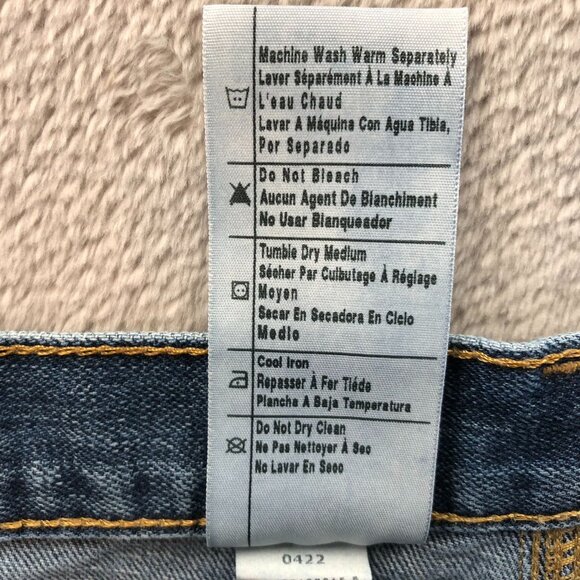 Machine Wash Warm Separately
Laver Séparément À La Machine À
L'eau Chaud
Lavar A Máquina Con Agua Tibia,
Por Separado
Do Not Bleach
Aucun Agent De Blanchiment
No Usar Blanqueador
Tumble Dry Medium
Sécher Par Culbutage À Réglage
Moyen
Secar En Secadora En Ciclo
Medio
Cool Iron
Repasser À Fer Tiéde
Plancha A Baja Temperatura
Do Not Dry Clean
Ne Pas Nettoyer À Sec
No Lavar En Seco
0422